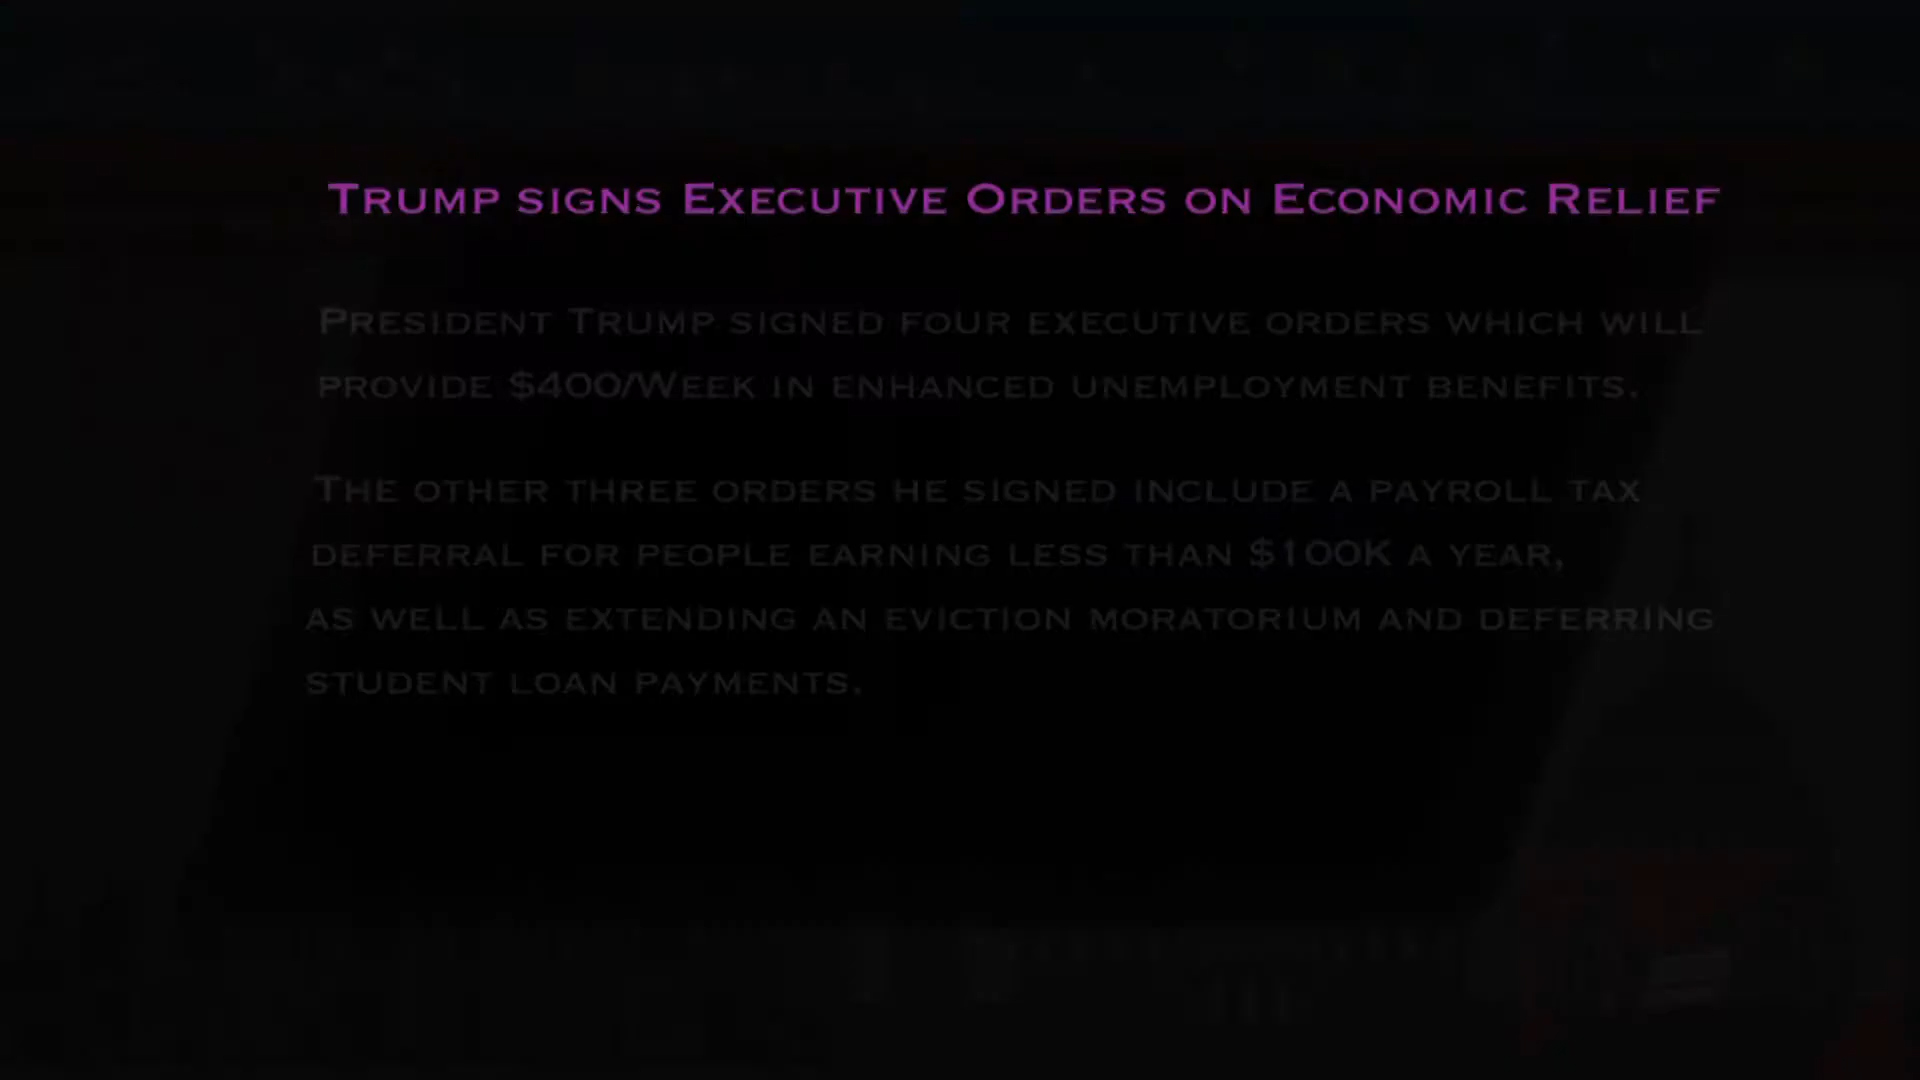 Trump signs Executive Orders on Economic Relief
President Trump signed four executive orders which will
provide $400/Week in enhanced unemployment benefits.
The other three orders he signed include a payroll tax
deferral for people earning less than $100K a year,
as well as extending an eviction moratorium and deferring
student loan payments.